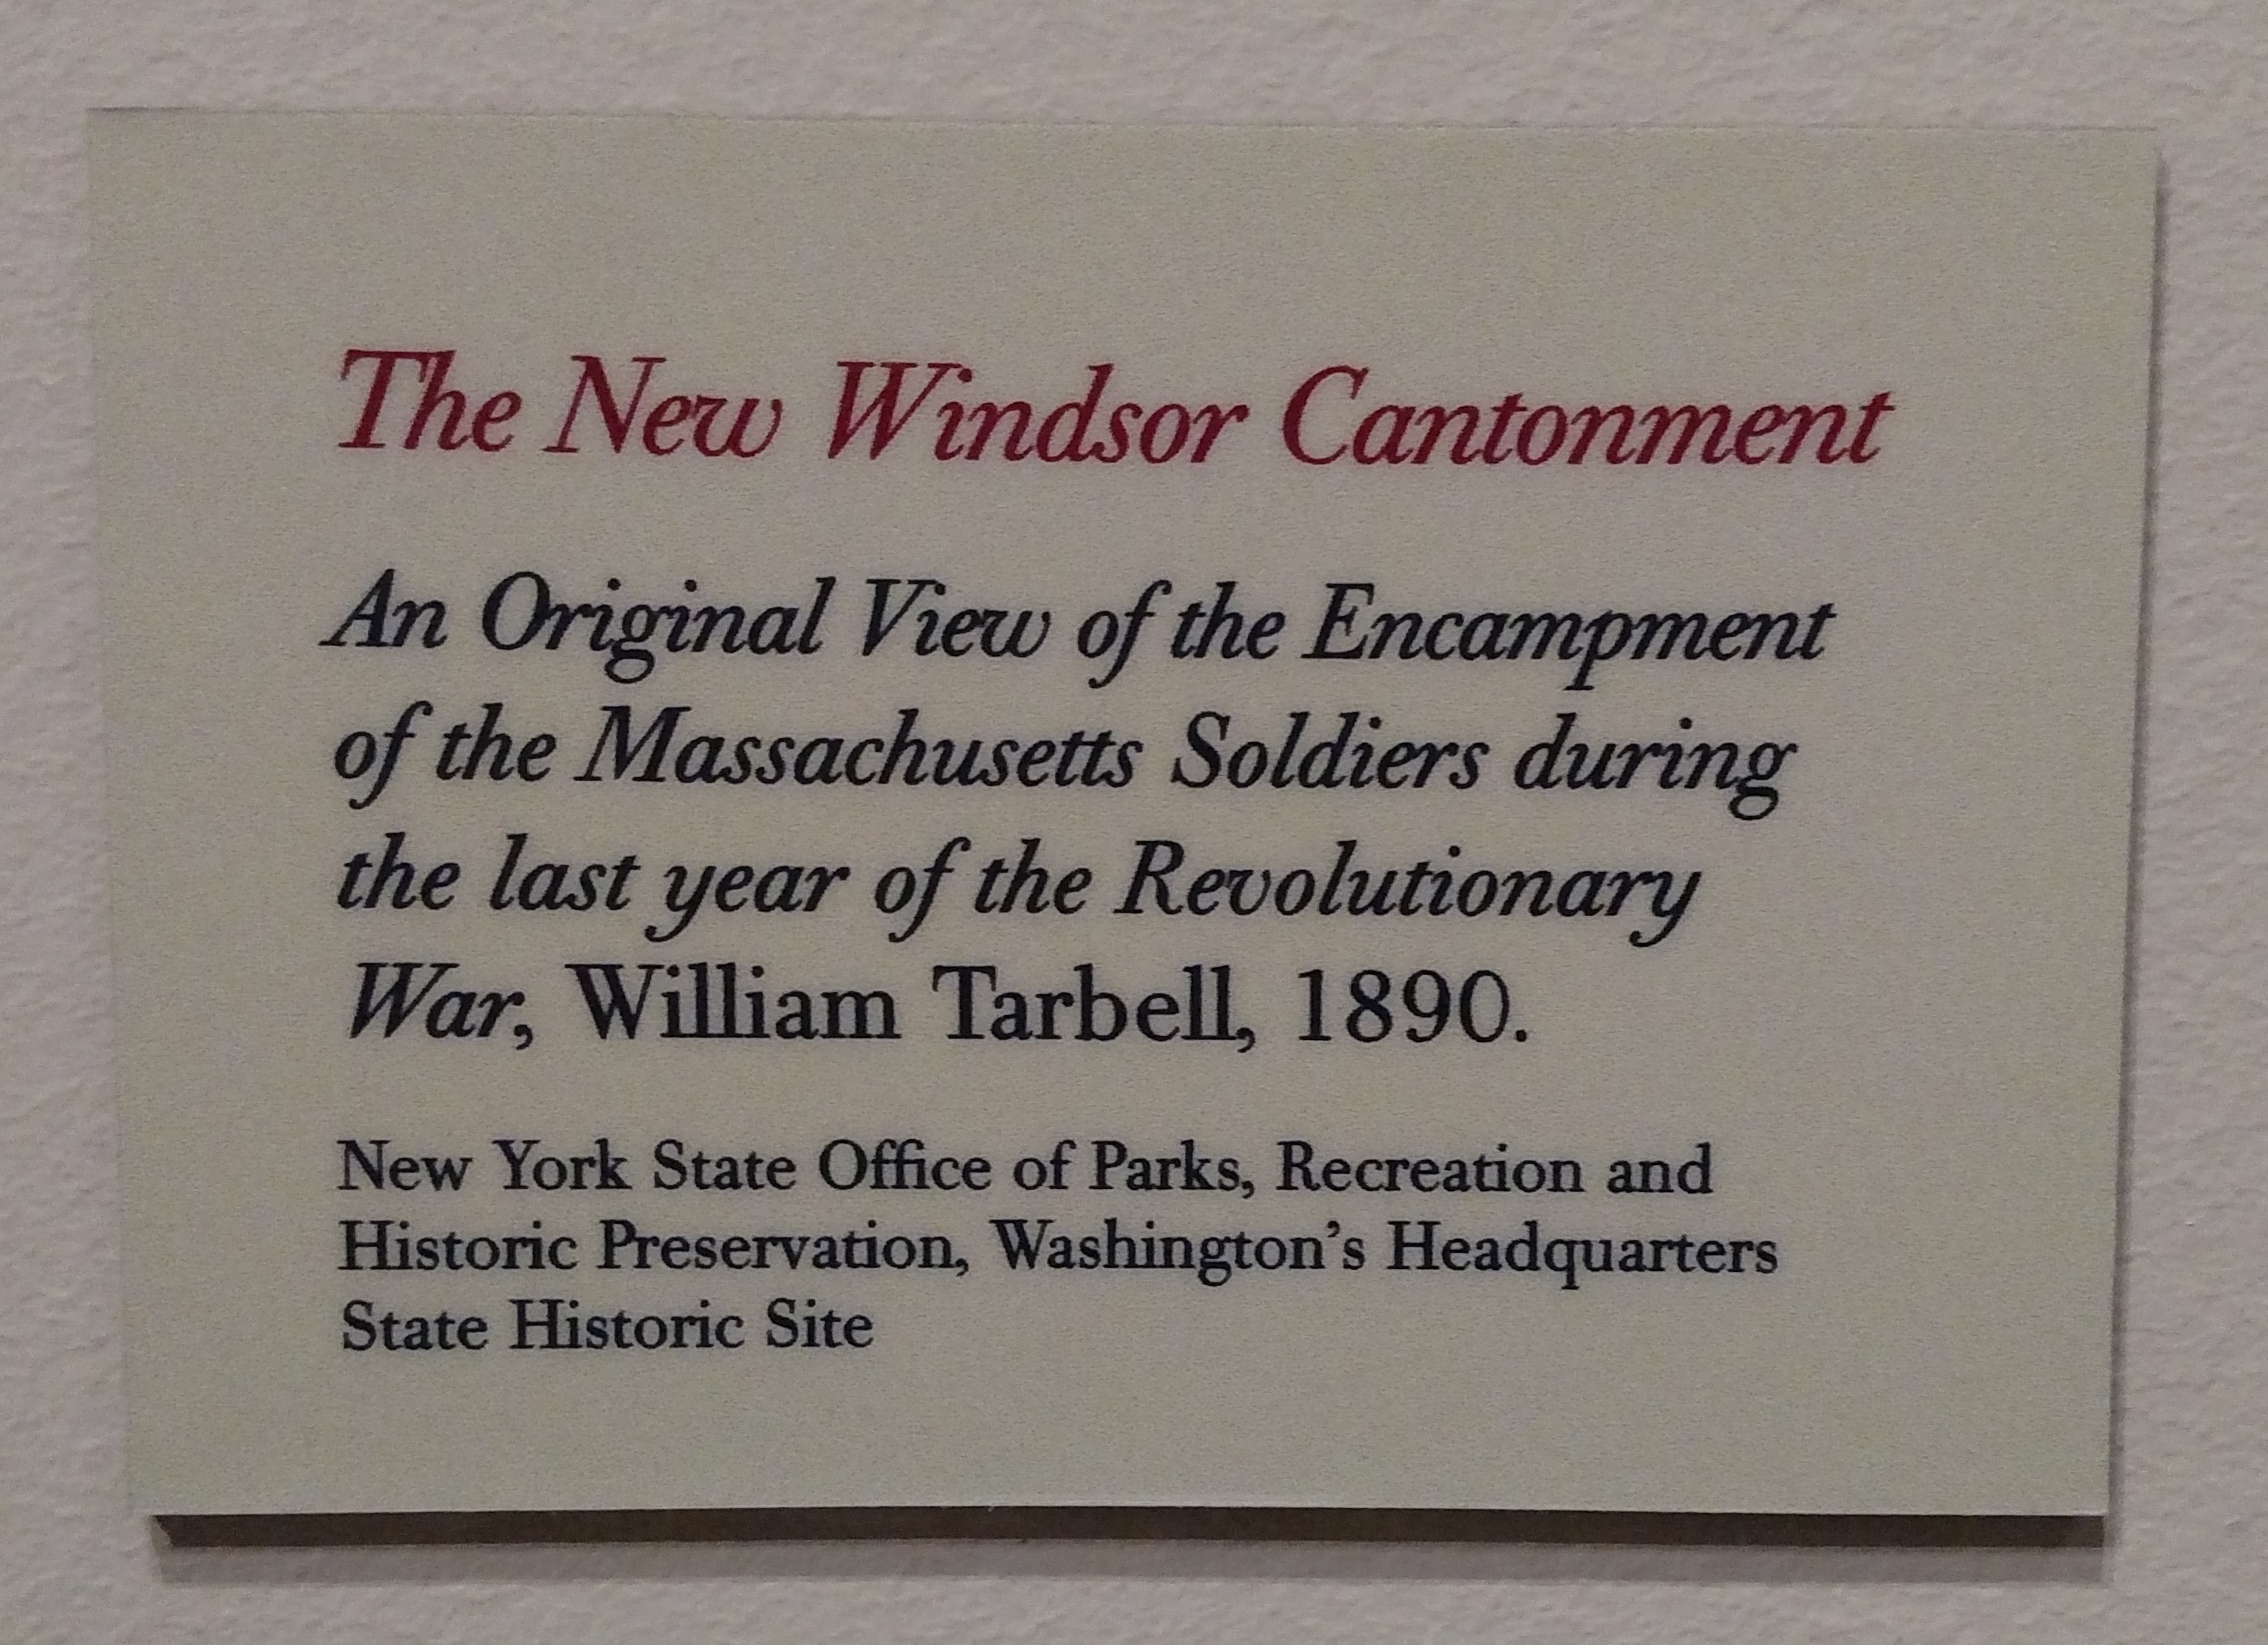 The New Windsor Cantonment
An Original View of the Encampment
of the Massachusetts Soldiers during
the last year of the Revolutionary
War, William Tarbell, 1890.
New York State Office of Parks, Recreation and
Historic Preservation, Washington’s Headquarters
State Historic Site